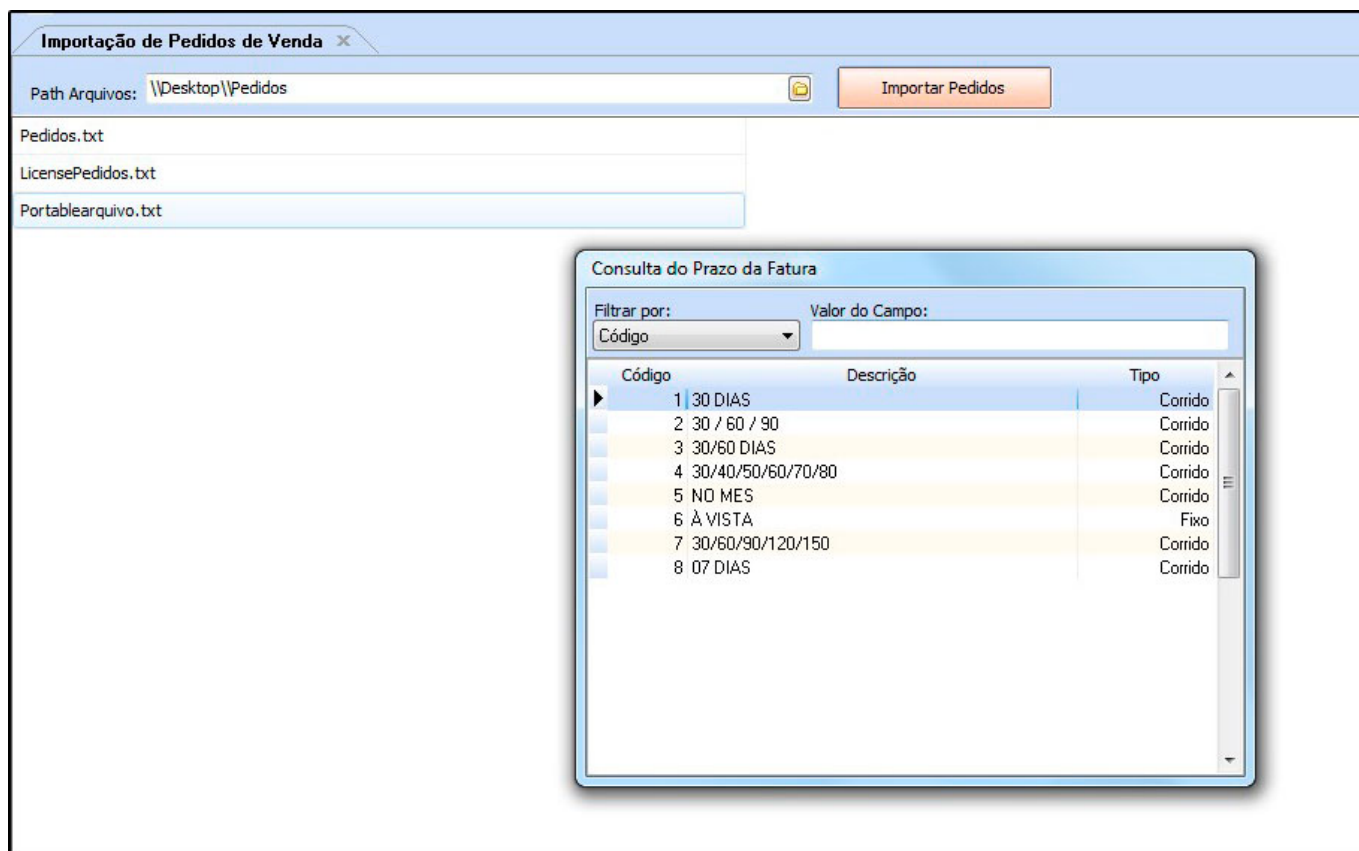 Importação de Pedidos de Venda
Path Arquivos: \\Desktop\\Pedidos Importar Pedidos
Pedidos.txt
LicensePedidos.txt
Portablearquivo.txt
Consulta do Prazo da Fatura
Filtrar por: Valor do Campo:
Código
Código Descrição Tipo
1 30 DIAS Corrido
2 30 / 60 / 90 Corrido
3 30/60 DIAS Corrido
4 30/40/50/60/70/80 Corrido
5 NO MES Corrido
6 À VISTA Fixo
7 30/60/90/120/150 Corrido
8 07 DIAS Corrido